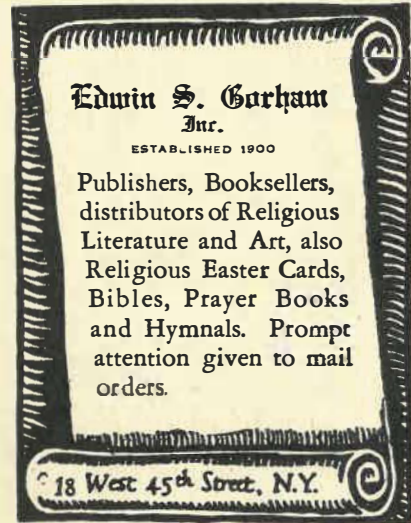 Edwin S. Gorham
Inc.
ESTABLISHED 1900
Publishers, Booksellers,
distributors of Religious
Literature and Art, also
Religious Easter Cards,
Bibles, Prayer Books
and Hymnals. Prompt
attention given to mail
orders.
18 West 45th Street, N.Y.